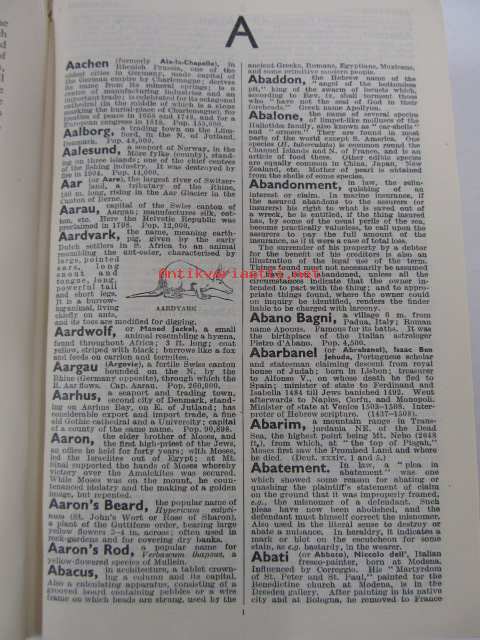 A
Aachen (formerly Aix-la-Chapelle), in
Rhenish Prussia, one of the
oldest cities in Germany, made capital of
the German empire by Charlemagne; derives
its name from its mineral springs; is a
centre of manufacturing industries and an
important trade; is celebrated for its octagonal
cathedral (in the middle of which is a stone
marking the burial-place of Charlemagne), for
treaties of peace in 1668 and 1748, and for a
European congress in 1818. Pop. 155,000.
Aalborg, a trading town on the Liim-
fiord, in the N. of Jutland,
Denmark. Pop. 48,000.
Aalesund, a seaport of Norway, in the
fylke (county), stand-
ing on three islands; one of the chief centres
of the fishing industry. It was destroyed by
fire in 1904. Pop. 14,000.
Aar (or Aare), the largest river of Switzer-
land, a tributary of the Rhine,
180 m. long, rising in the Aar Glacier in the
Canton of Berne.
Aarau, capital of the Swiss canton of
Aargau; manufactures silk, cot-
ton, etc. There the Helvetic Republic was
proclaimed in 1798. Pop. 12,000.
Aardvark, the name, meaning earth-
pig, given by the early
Dutch settlers in S. Africa to an animal
resembling the ant-eater, characterised by
large, pointed
ears, long
snout and
tongue, long,
powerful tail
and short legs.
It is a burrow-
ing animal, living
chiefly on ants,
and its toes are modified for digging.
AARDVARK
Aardwolf, or Maned Jackal, a small
animal resembling a hyæna,
found throughout Africa; 3 ft. long; coat
yellow, striped with black; burrows like a fox
and feeds on carrion and termites.
Aargau (Argovie), a fertile Swiss canton
bounded on the N. by the
Rhine (Germany opposite), through which the
R. Aar flows. Cap. Aarau. Pop. 260,000.
Aarhus, a seaport and trading town,
second city of Denmark, stand-
ing on Aarhus Bay, on E. of Jutland; has
considerable export and import trade, a fine
old Gothic cathedral and a University; capital
of a county of the same name. Pop. 90,898.
Aaron, the elder brother of Moses, and
the first high-priest of the Jews,
an office he held for forty years; with Moses,
led the Israelites out of Egypt; at Mt.
Sinai supported the hands of Moses whereby
victory over the Amalekites was secured.
While Moses was on the mount, he coun-
tenanced idolatry and the making of a golden
image, but repented.
Aaron's Beard, the popular name of
Hypericum calyci-
num (St. John's Wort or Rose of Sharon),
a plant of the Guttiferæ order, bearing large
yellow flowers 3–4 in. across; often used in
rock-gardens and for covering dry banks.
Aaron's Rod, a popular name for
Verbascum thapsus, a
yellow-flowered species of Mullein.
Abacus, in architecture, a tablet crown-
ing a column and its capital.
Also a calculating apparatus, consisting of a
grooved board containing pebbles or a wire
frame on which beads are strung, used by the
ancient Greeks, Romans, Egyptians, Mexicans,
and some primitive modern people.
Abaddon, the Hebrew name of the
"angel of the bottomless
pit," king of the swarm of locusts which,
according to Rev. ix, shall torment those
who "have not the seal of God in their
foreheads." Greek name Apollyon.
Abalone, the name of several species
of limpet-like molluscs of the
Haliotidæ family, also known as "ear-shells"
and "ormers." They are found in most
parts of the world except S. America. One
species (H. tuberculata) is common round the
Channel Islands and N. of France, and is an
article of food there. Other edible species
are equally common in China, Japan, New
Zealand, etc. Mother of pearl is obtained
from the shells of some species.
Abandonment, in law, the relin-
quishing of an
interest or claim. In marine insurance, if
the assured abandons to the assurers (or
insurers) his right to what is saved out of
a wreck, he is entitled, if the thing insured
has, by some of the usual perils of the sea,
become practically valueless, to call upon the
assurers to pay the full amount of the
insurance, as if it were a case of total loss.
The surrender of his property by a debtor
for the benefit of his creditors is also an
illustration of the legal use of the term.
Things found must not necessarily be assumed
to have been abandoned, unless all the
circumstances indicate that the owner in-
tended to part with the thing; and to appro-
priate things found, where the owner could
on inquiry be identified, renders the finder
liable to be charged with larceny.
Abano Bagni, a village 6 m. from
Padua, Italy; Roman
name Aponus. Famous for its baths. It was
the birthplace of the Italian astrologer
Pietro d'Abano. Pop. 4,500.
Abarbanel (or Abrabanel), Isaac Ben
Jehuda, Portuguese scholar
and statesman claiming descent from royal
house of Judah; born in Lisbon; treasurer
to Alfonso V., on whose death he fled to
Spain; minister of state to Ferdinand and
Isabella 1484 till Jews banished 1492. Went
afterwards to Naples, Corfu, and Monopoli.
Minister of state at Venice 1503–1508. Inter-
preter of Hebrew scripture. (1437–1508).
Abarim, a mountain range in Trans-
jordania NE. of the Dead
Sea, the highest point being Mt. Nebo (2643
ft.), from which, at "the top of Pisgah,"
Moses first saw the Promised Land where
he died. (Deut. xxxiv. 1 and 5.)
Abatement. In law, a "plea in
abatement" was one
which showed some reason for abating or
quashing the plaintiff's statement of claim
on the ground that it was improperly framed,
e.g., the misnomer of a defendant. Such
pleas have now been abolished, and the
defendant must himself correct the misnomer.
Also used in the literal sense to destroy or
abate a nuisance. In heraldry, it indicates a
mark or blot on the escutcheon for some
stain, as e.g. bastardy, in the wearer.
Abati (or Abbato), Niccolo dell', Italian
fresco-painter, born at Modena.
Influenced by Correggio. His "Martyrdom
of St. Peter and St. Paul," painted for the
Benedictine church at Modena, is in the
Dresden gallery. After painting in his native
city and at Bologna, he removed to France
1